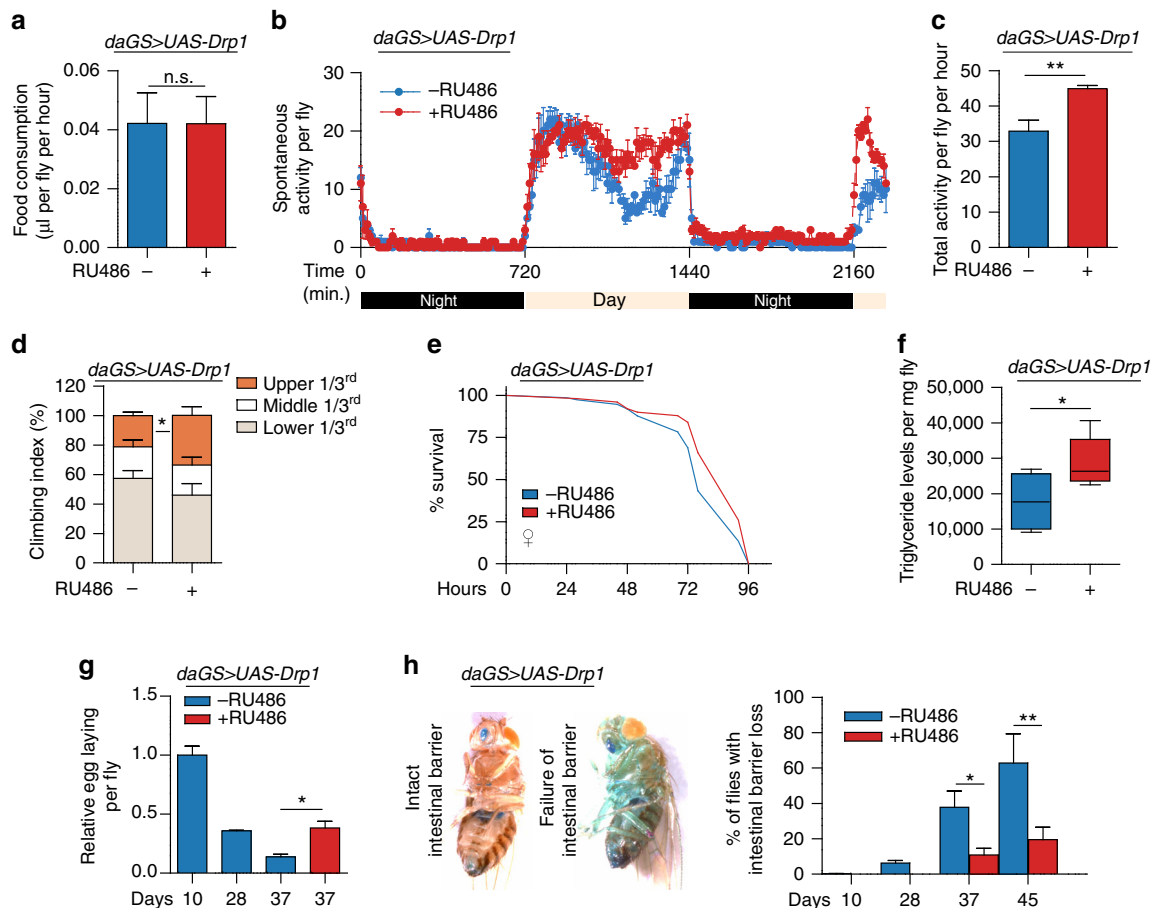 a
daGS>UAS-Drp1
Food consumption
(μl per fly per hour)
0.06
0.04
0.02
0.00
n.s.
RU486
–
+
b
daGS>UAS-Drp1
Spontaneous
activity per fly
30
20
10
0
–RU486
+RU486
Time
(min.)
0
720
1440
2160
Night
Day
Night
c
daGS>UAS-Drp1
Total activity per fly per hour
50
40
30
20
10
0
**
RU486
–
+
d
daGS>UAS-Drp1
Climbing index (%)
120
100
80
60
40
20
0
*
Upper 1/3rd
Middle 1/3rd
Lower 1/3rd
RU486
–
+
e
daGS>UAS-Drp1
% survival
100
75
50
25
0
–RU486
+RU486
♀
Hours
0
24
48
72
96
f
daGS>UAS-Drp1
Triglyceride levels per mg fly
50,000
40,000
30,000
20,000
10,000
0
*
RU486
–
+
g
daGS>UAS-Drp1
Relative egg laying
per fly
1.5
1.0
0.5
0.0
–RU486
+RU486
*
Days
10
28
37
37
h
daGS>UAS-Drp1
Intact
intestinal barrier
Failure of
intestinal barrier
% of flies with
intestinal barrier loss
100
80
60
40
20
0
–RU486
+RU486
*
**
Days
10
28
37
45